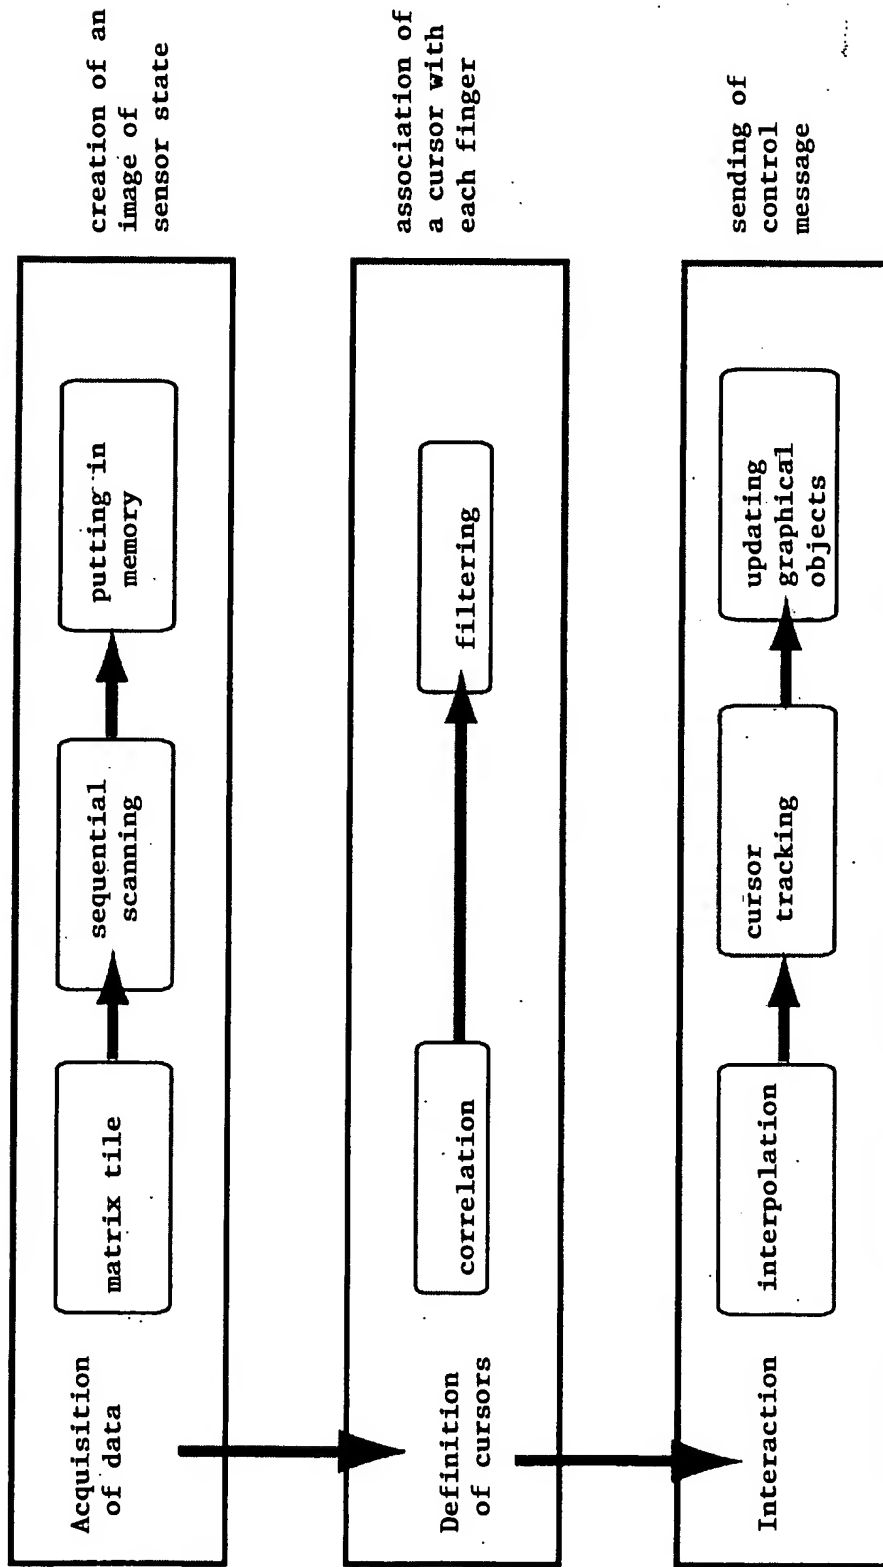 Acquisition
of data
matrix tile
sequential
scanning
putting in
memory
creation of an
image of
sensor state
Definition
of cursors
correlation
filtering
association of
a cursor with
each finger
Interaction
interpolation
cursor
tracking
updating
graphical
objects
sending of
control
message